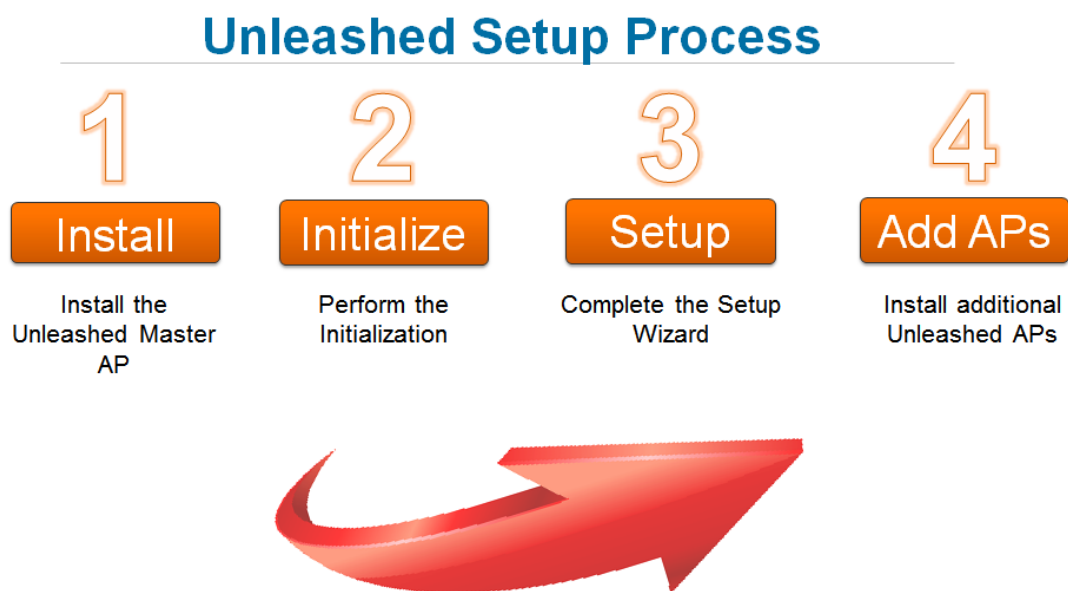 Unleashed Setup Process
1
Install
Install the
Unleashed Master
AP
2
Initialize
Perform the
Initialization
3
Setup
Complete the Setup
Wizard
4
Add APs
Install additional
Unleashed APs